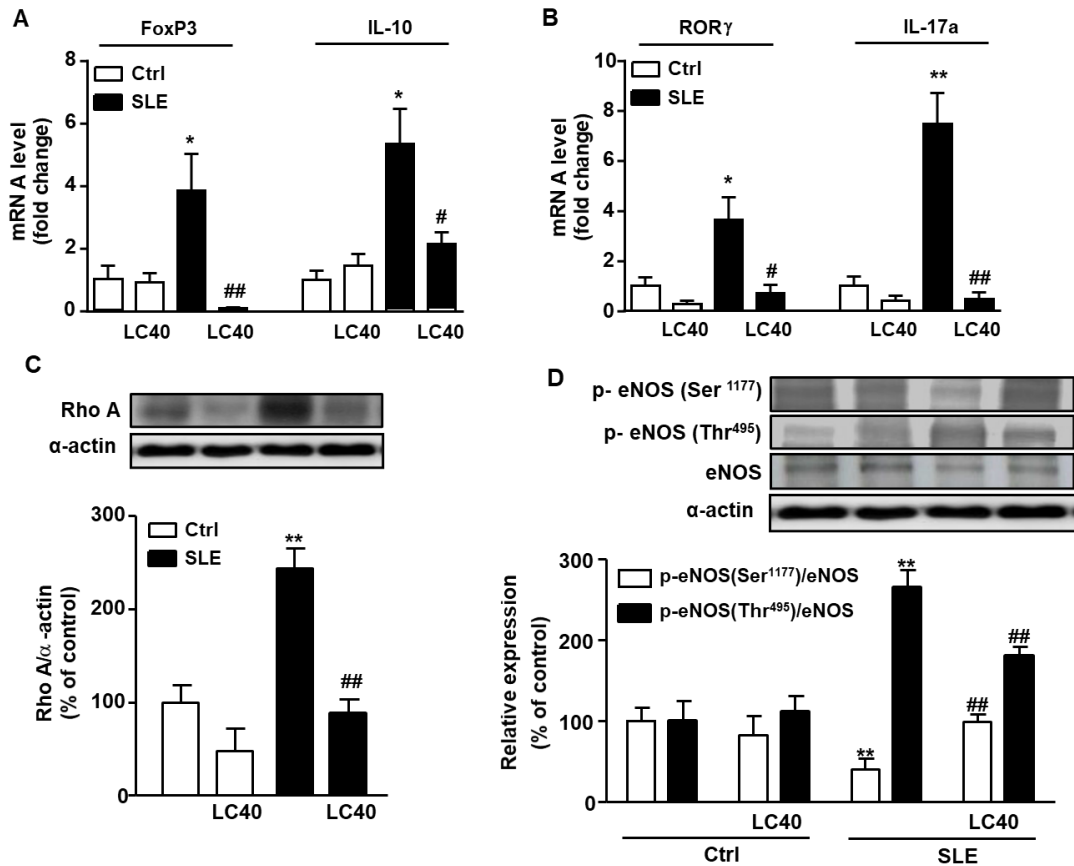 A
FoxP3
IL-10
Ctrl
SLE
mRN A level
(fold change)
8
6
4
2
0
*
##
*
#
LC40
LC40
LC40
LC40
B
RORγ
IL-17a
Ctrl
SLE
mRN A level
(fold change)
10
8
6
4
2
0
*
#
**
##
LC40
LC40
LC40
LC40
C
Rho A
α-actin
Ctrl
SLE
Rho A/α -actin
(% of control)
300
200
100
0
**
##
LC40
LC40
D
p- eNOS (Ser 1177)
p- eNOS (Thr495)
eNOS
α-actin
p-eNOS(Ser1177)/eNOS
p-eNOS(Thr495)/eNOS
Relative expression
(% of control)
300
200
100
0
**
**
##
##
LC40
LC40
Ctrl
SLE